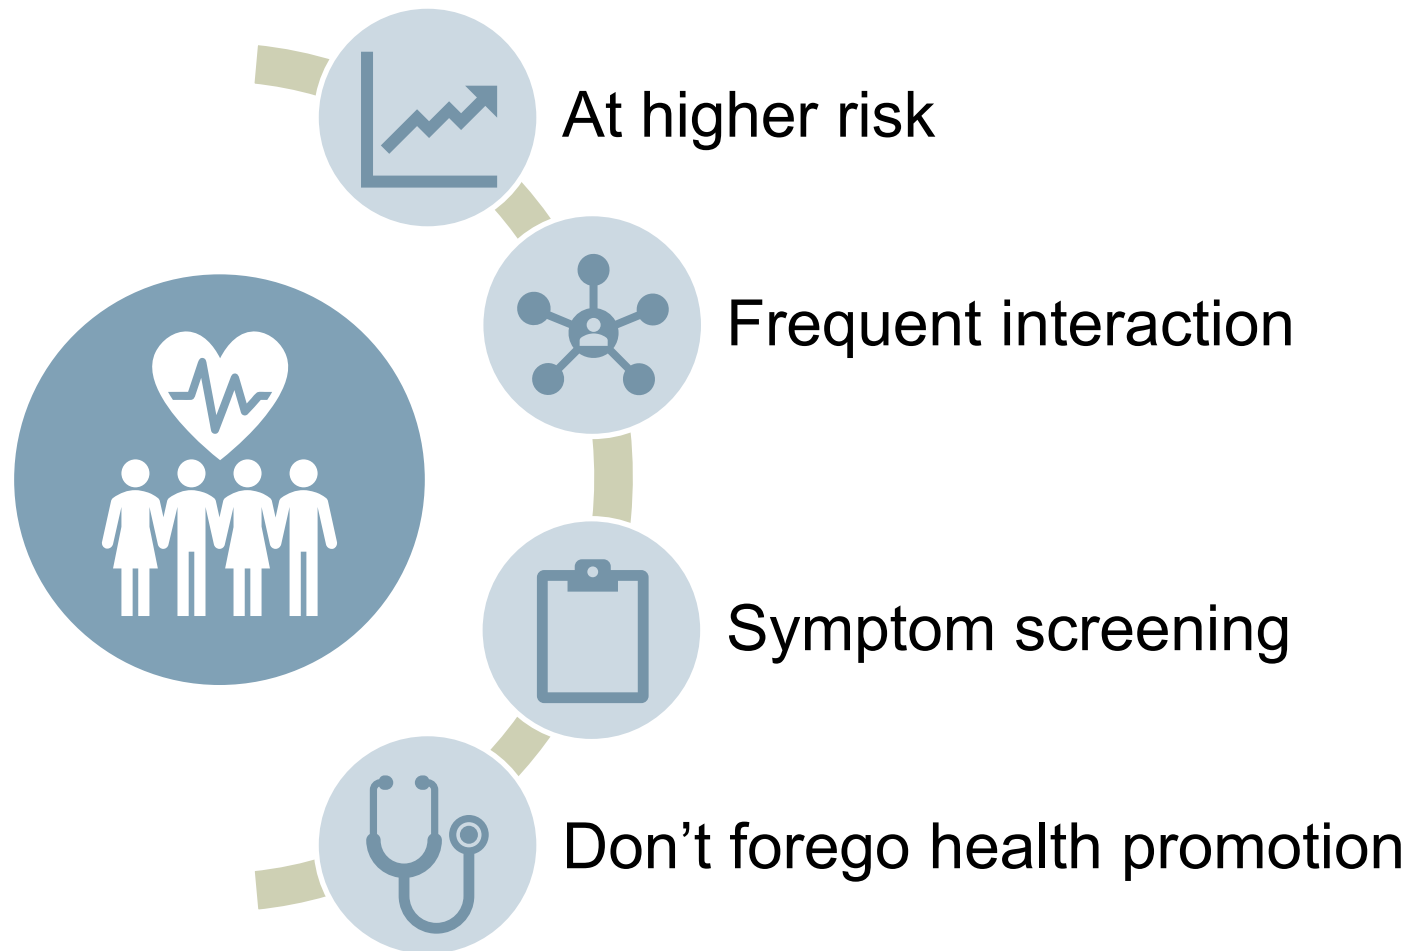 At higher risk
Frequent interaction
Symptom screening
Don’t forego health promotion